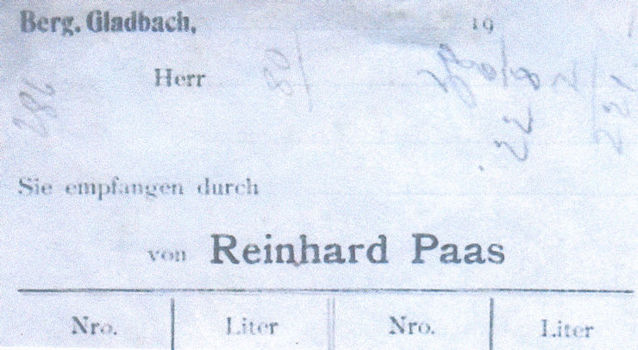 Berg. Gladbach, 19
Herr
Sie empfangen durch
von Reinhard Paas
Nro. Liter Nro. Liter